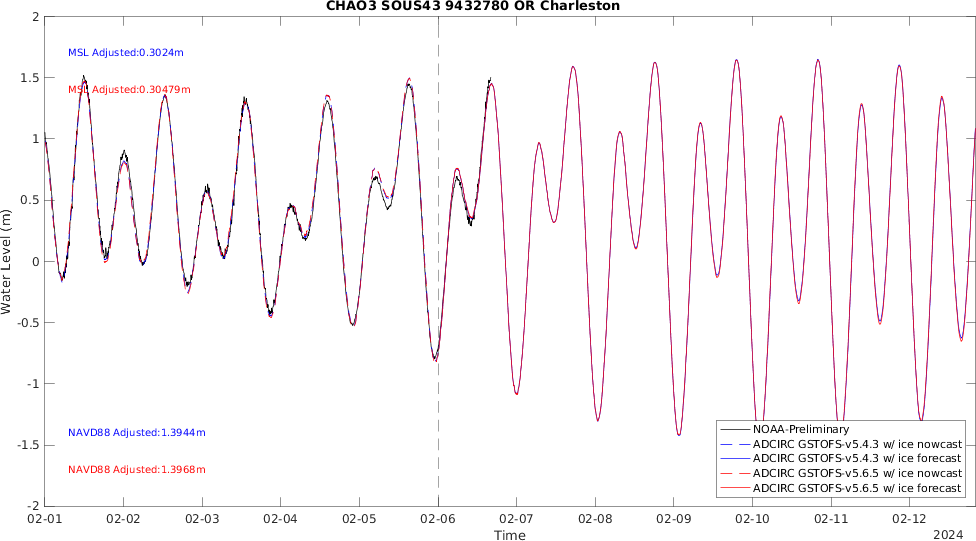 CHAO3 SOUS43 9432780 OR Charleston
2
1.5
1
0.5
0
-0.5
-1
-1.5
-2
Water Level (m)
MSL Adjusted:0.3024m
MSL Adjusted:0.30479m
NAVD88 Adjusted:1.3944m
NAVD88 Adjusted:1.3968m
NOAA-Preliminary
ADCIRC GSTOFS-v5.4.3 w/ ice nowcast
ADCIRC GSTOFS-v5.4.3 w/ ice forecast
ADCIRC GSTOFS-v5.6.5 w/ ice nowcast
ADCIRC GSTOFS-v5.6.5 w/ ice forecast
02-01 02-02 02-03 02-04 02-05 02-06 02-07 02-08 02-09 02-10 02-11 02-12
Time
2024